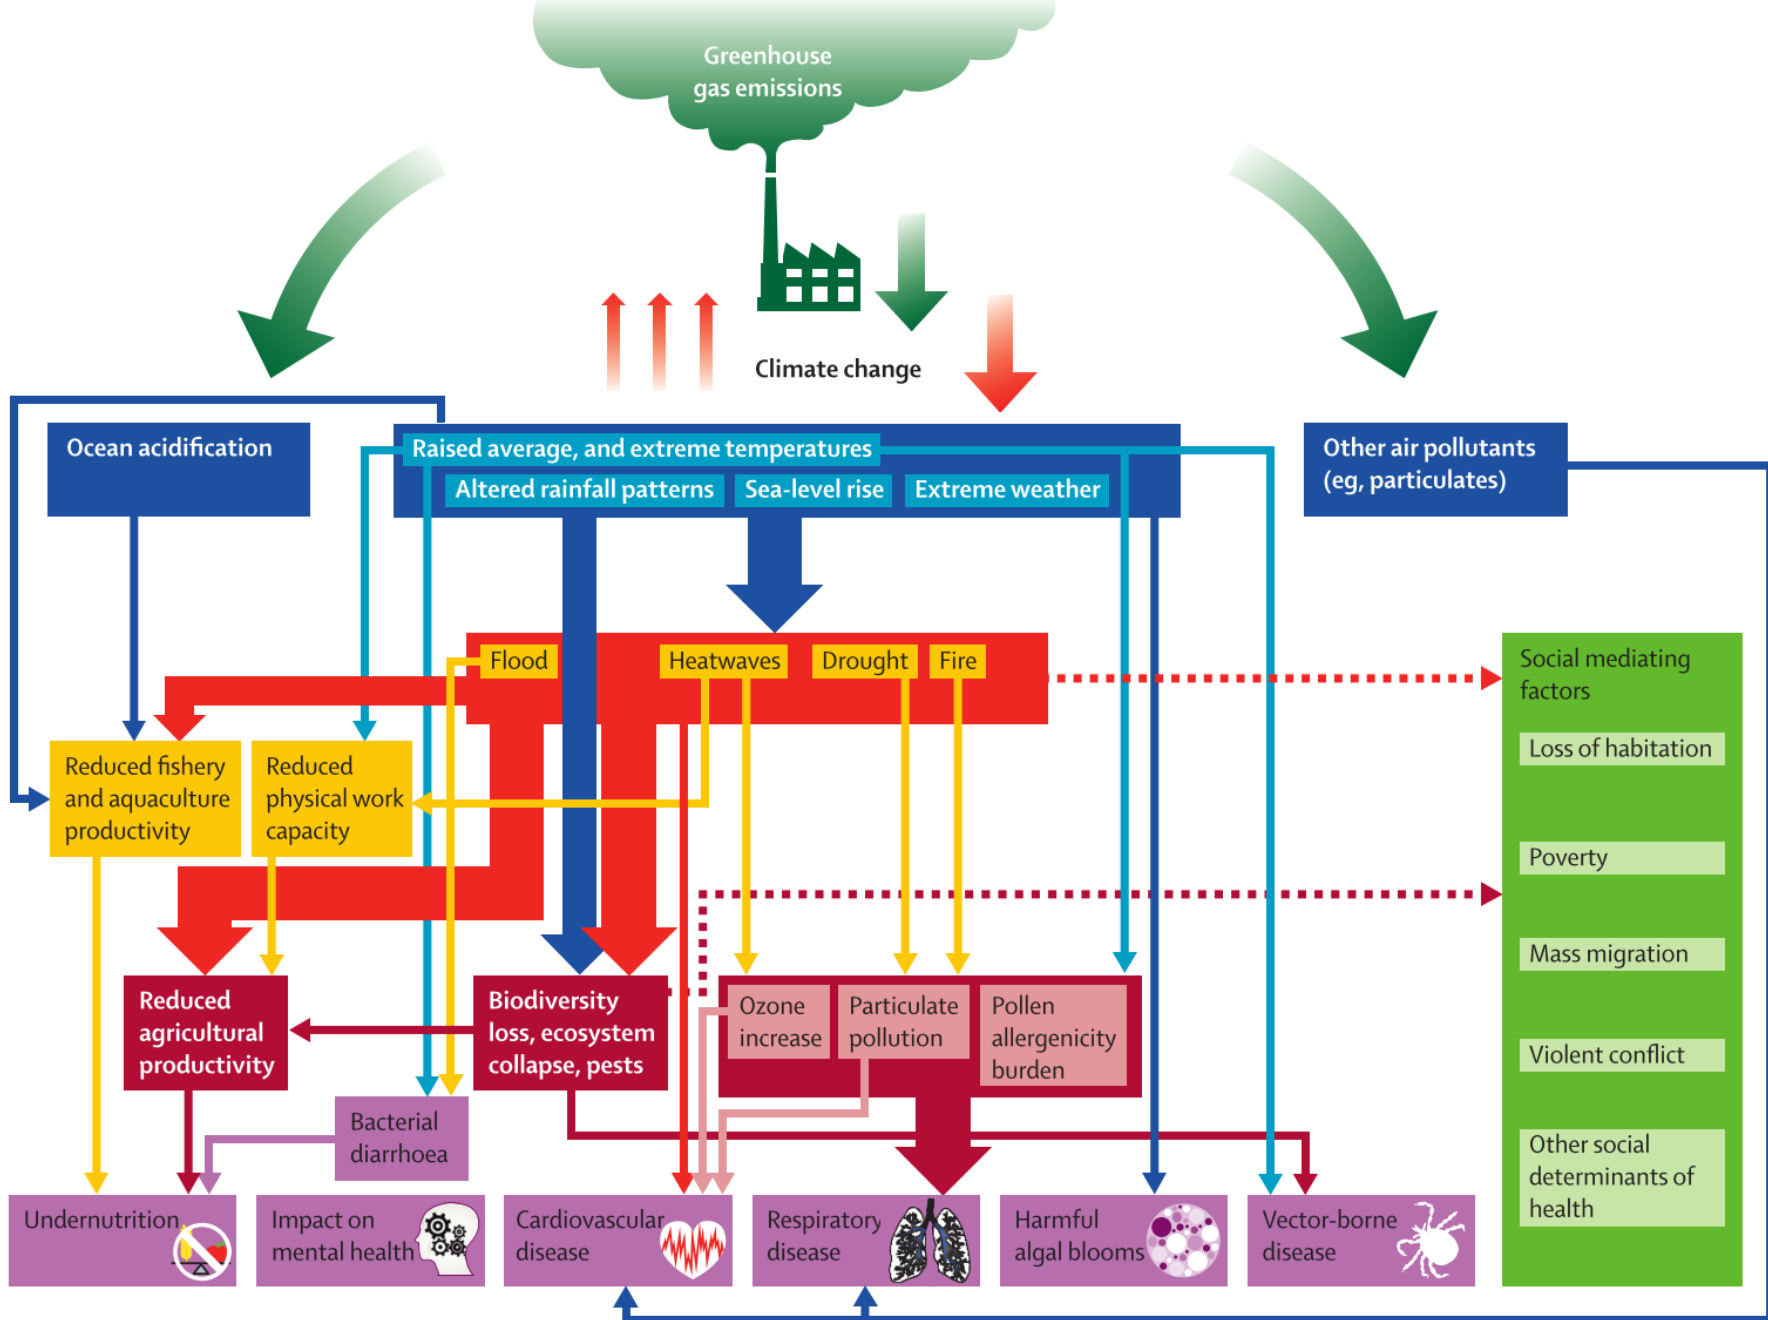 Greenhouse
gas emissions
Climate change
Ocean acidification
Raised average, and extreme temperatures
Altered rainfall patterns
Sea-level rise
Extreme weather
Other air pollutants
(eg, particulates)
Flood
Heatwaves
Drought
Fire
Social mediating
factors
Loss of habitation
Poverty
Mass migration
Violent conflict
Other social
determinants of
health
Reduced fishery
and aquaculture
productivity
Reduced
physical work
capacity
Reduced
agricultural
productivity
Biodiversity
loss, ecosystem
collapse, pests
Ozone
increase
Particulate
pollution
Pollen
allergenicity
burden
Bacterial
diarrhoea
Undernutrition
Impact on
mental health
Cardiovascular
disease
Respiratory
disease
Harmful
algal blooms
Vector-borne
disease